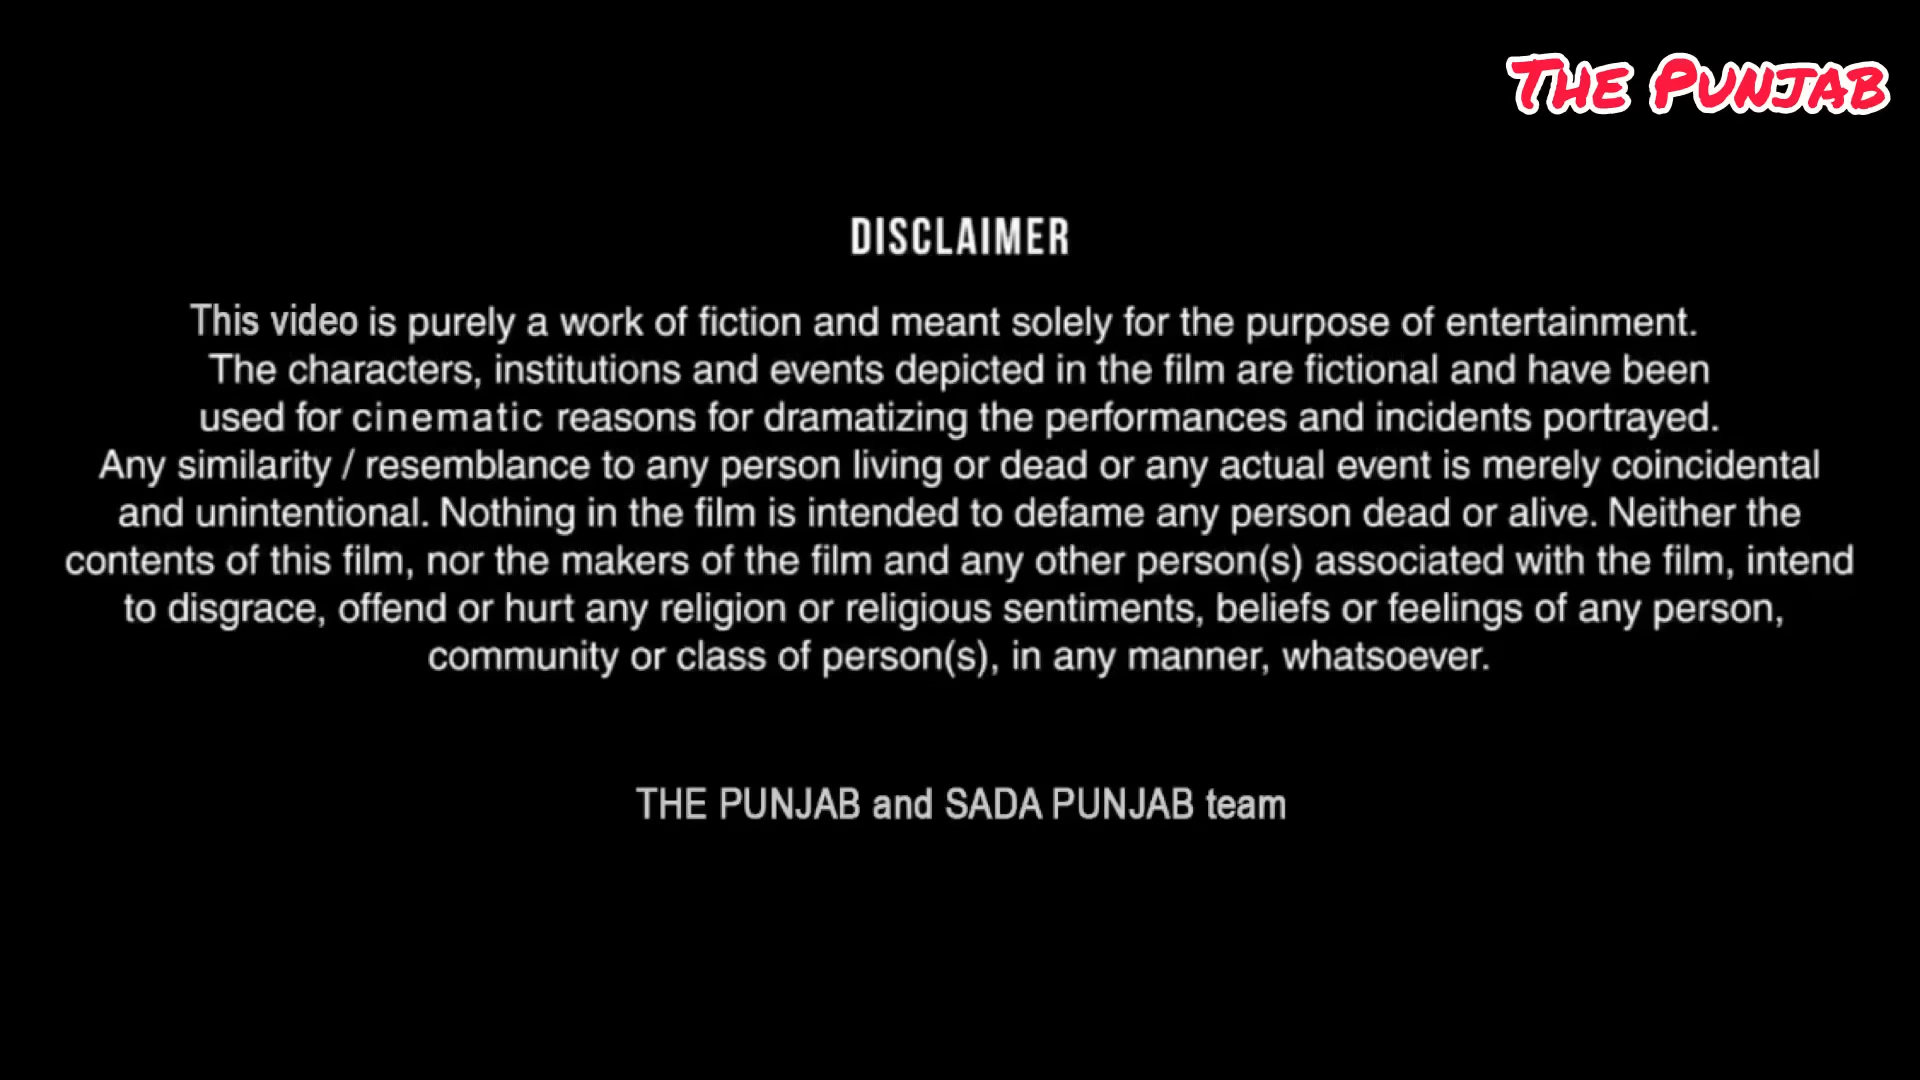 The Punjab
DISCLAIMER
This video is purely a work of fiction and meant solely for the purpose of entertainment.
The characters, institutions and events depicted in the film are fictional and have been
used for cinematic reasons for dramatizing the performances and incidents portrayed.
Any similarity / resemblance to any person living or dead or any actual event is merely coincidental
and unintentional. Nothing in the film is intended to defame any person dead or alive. Neither the
contents of this film, nor the makers of the film and any other person(s) associated with the film, intend
to disgrace, offend or hurt any religion or religious sentiments, beliefs or feelings of any person,
community or class of person(s), in any manner, whatsoever.
THE PUNJAB and SADA PUNJAB team